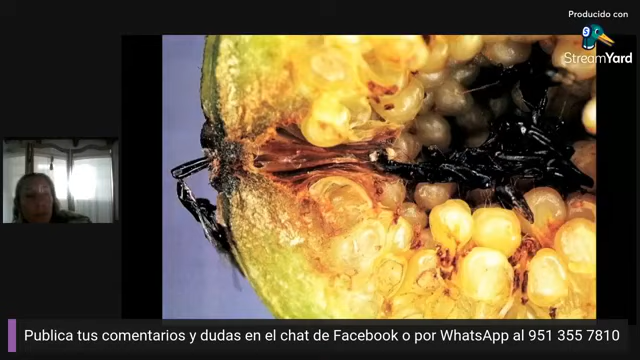 Producido con
StreamYard
Publica tus comentarios y dudas en el chat de Facebook o por WhatsApp al 951 355 7810